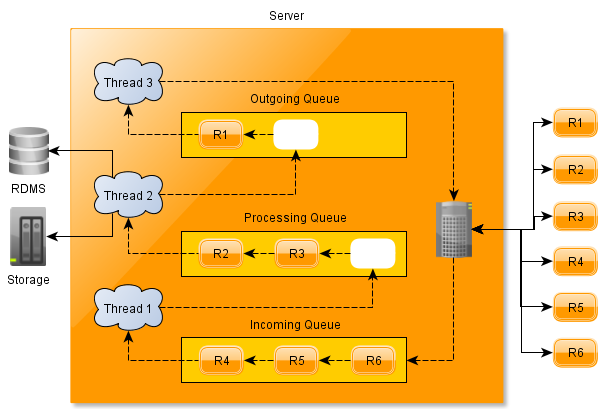 Server
Thread 3
Outgoing Queue
R1
R1
RDMS
R2
Thread 2
Processing Queue
R3
R2
R3
R4
Storage
Thread 1
R5
Incoming Queue
R4
R5
R6
R6